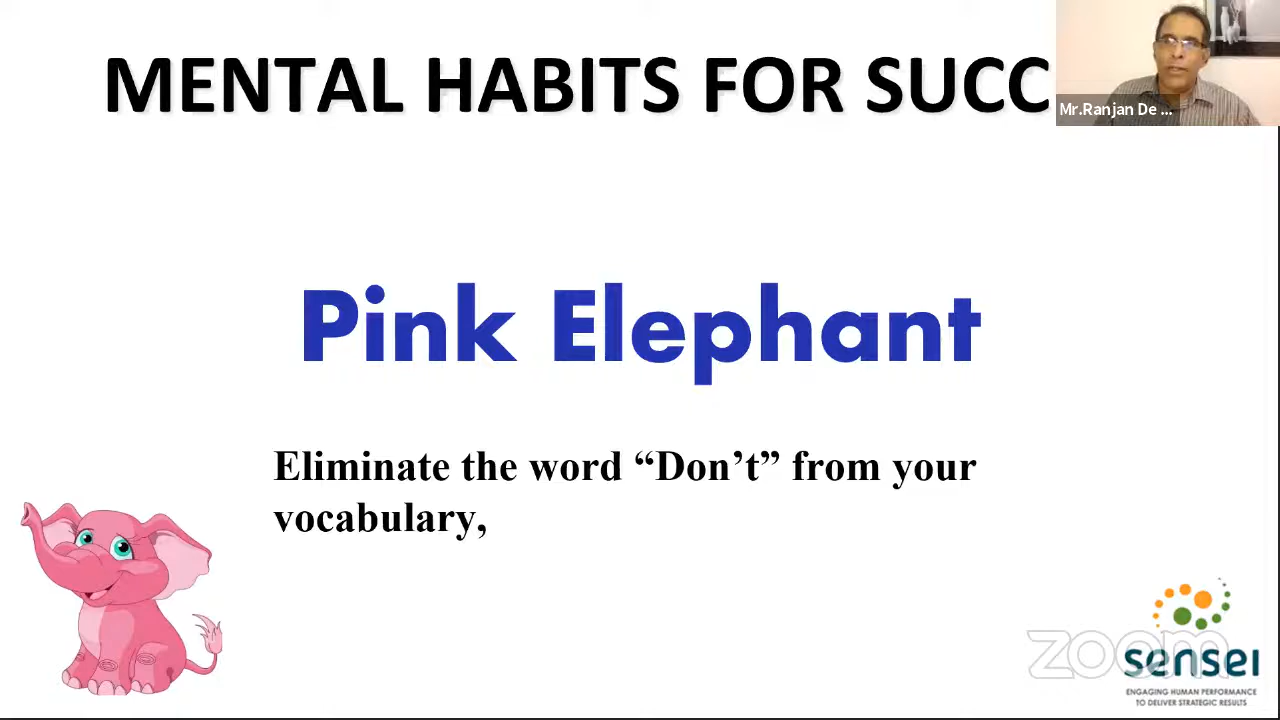 MENTAL HABITS FOR SUCC
Mr.Ranjan De ...
Pink Elephant
Eliminate the word “Don’t” from your
vocabulary,
zoom
sensei
ENGAGING HUMAN PERFORMANCE
TO DELIVER STRATEGIC RESULTS